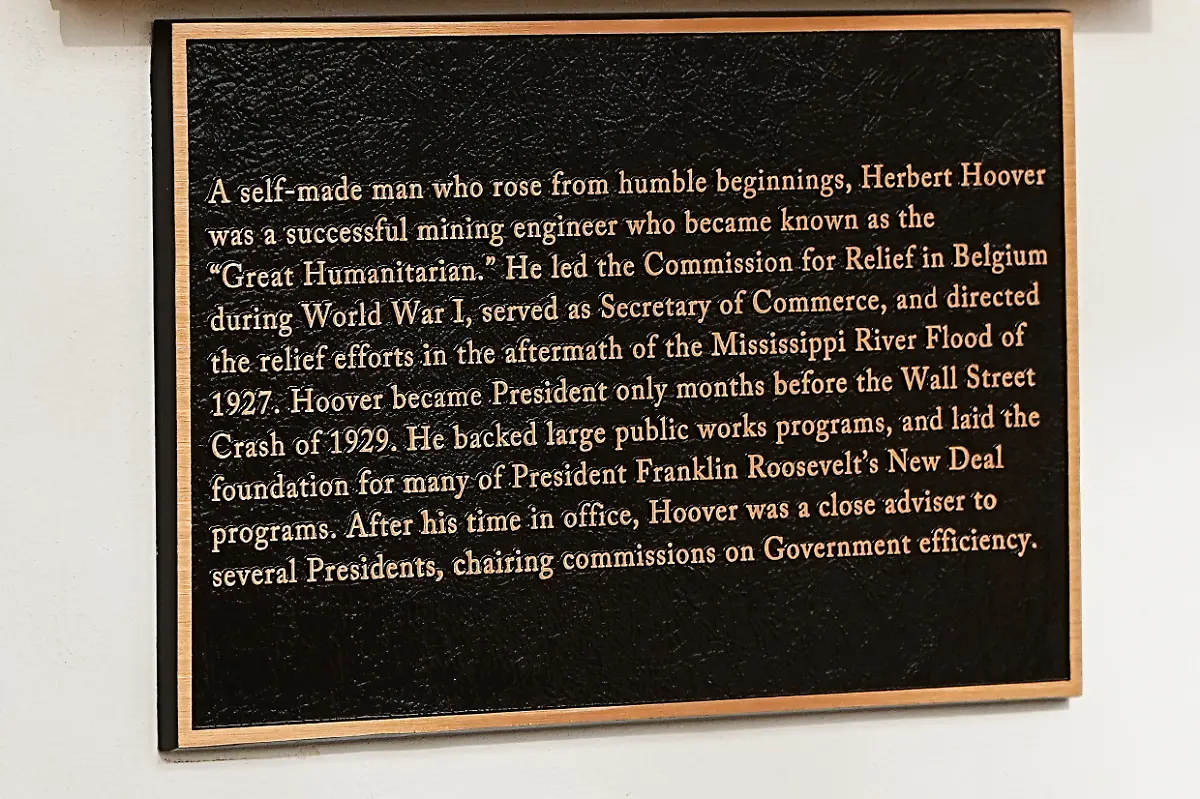 A self-made man who rose from humble beginnings, Herbert Hoover
was a successful mining engineer who became known as the
“Great Humanitarian.” He led the Commission for Relief in Belgium
during World War I, served as Secretary of Commerce, and directed
the relief efforts in the aftermath of the Mississippi River Flood of
1927. Hoover became President only months before the Wall Street
Crash of 1929. He backed large public works programs, and laid the
foundation for many of President Franklin Roosevelt’s New Deal
programs. After his time in office, Hoover was a close adviser to
several Presidents, chairing commissions on Government efficiency.